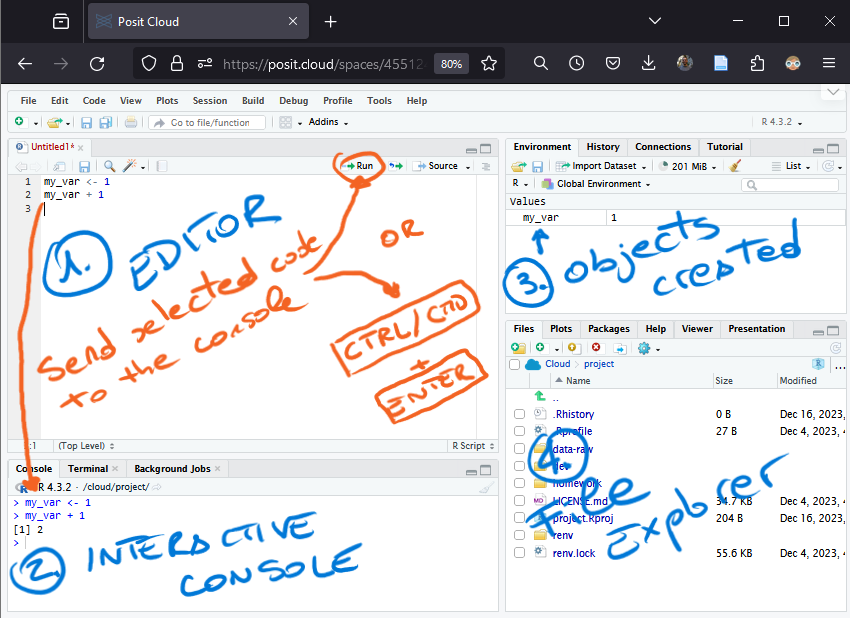 Posit Cloud
https://posit.cloud/spaces/45512
80%
File Edit Code View Plots Session Build Debug Profile Tools Help
Go to file/function Addins R 4.3.2
Untitled1*
Run Source
1 my_var <- 1
2 my_var + 1
3
1. EDITOR
Send selected code
to the console
OR
CTRL/CMD
+
ENTER
(Top Level) R Script
Console Terminal Background Jobs
R 4.3.2 · /cloud/project/
> my_var <- 1
> my_var + 1
[1] 2
>
2. INTERACTIVE
CONSOLE
Environment History Connections Tutorial
Import Dataset 201 MiB List
R Global Environment
Values
my_var 1
3. Objects
created
Files Plots Packages Help Viewer Presentation
Cloud > project
Name Size Modified
..
.Rhistory 0 B Dec 16, 2023,
.Rprofile 27 B Dec 4, 2023, 4
data-raw
dev
homework
LICENSE.md 34.7 KB Dec 4, 2023, 4
project.Rproj 204 B Dec 16, 2023,
renv
renv.lock 55.6 KB Dec 4, 2023, 4
4.
File
Explorer